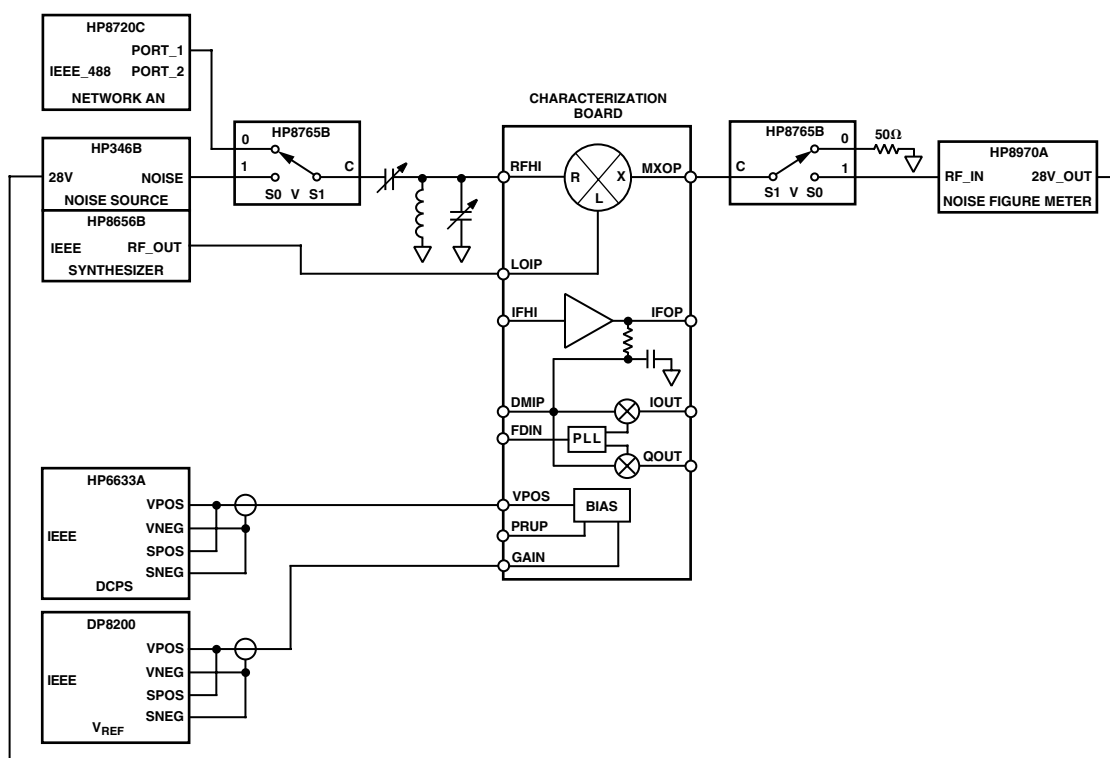 HP8720C
PORT_1
IEEE_488 PORT_2
NETWORK AN
HP346B
28V NOISE
NOISE SOURCE
HP8656B
IEEE RF_OUT
SYNTHESIZER
HP8765B
0
1
C
S0 V S1
CHARACTERIZATION
BOARD
RFHI
R X
L
MXOP
LOIP
IFHI
IFOP
DMIP
IOUT
FDIN
PLL
QOUT
VPOS
BIAS
PRUP
GAIN
HP8765B
C
0
1
S1 V S0
50Ω
HP8970A
RF_IN 28V_OUT
NOISE FIGURE METER
HP6633A
VPOS
VNEG
IEEE
SPOS
SNEG
DCPS
DP8200
VPOS
VNEG
IEEE
SPOS
SNEG
VREF